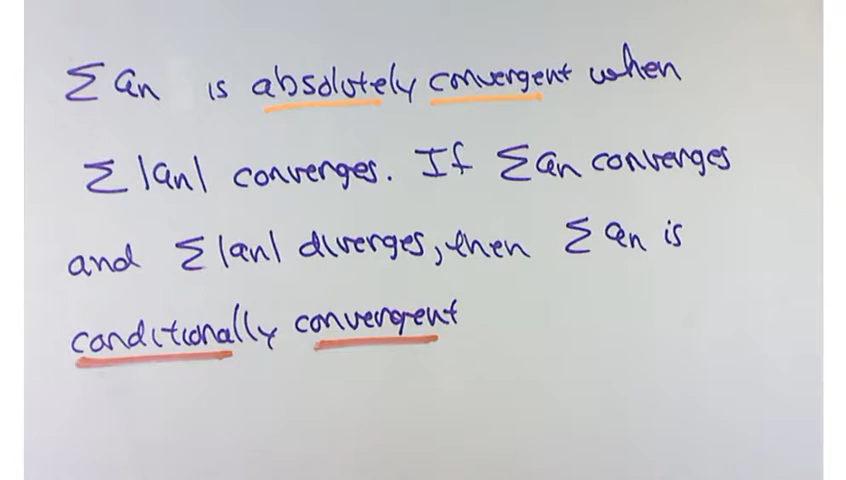 ∑ an is absolutely convergent when
∑ |an| converges. If ∑ an converges
and ∑ |an| diverges, then ∑ an is
conditionally convergent